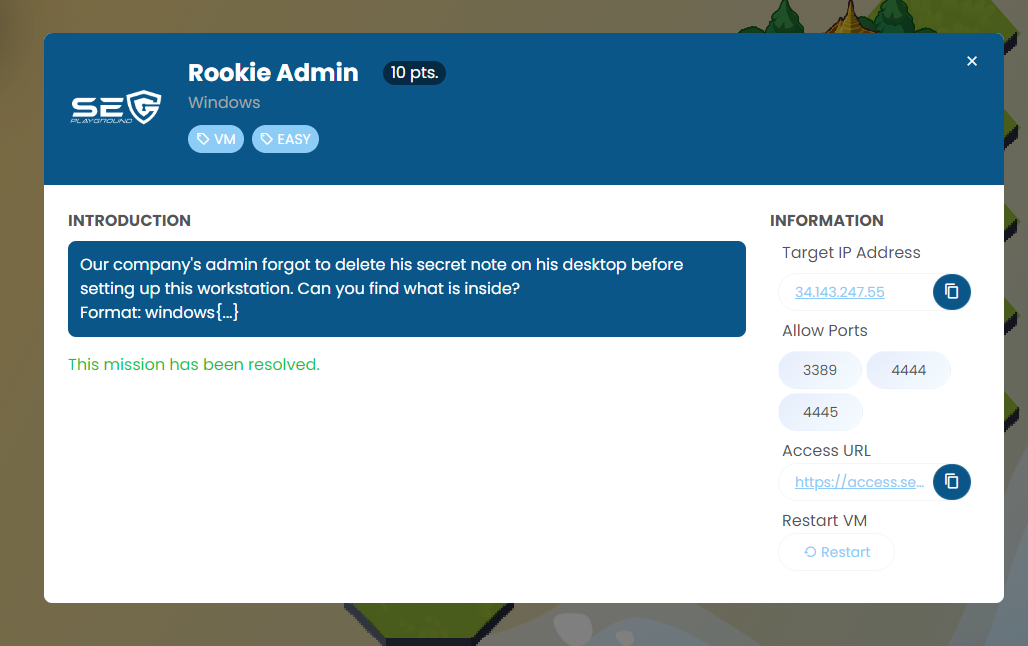 Rookie Admin
10 pts.
Windows
SEC
PLAYGROUND
VM
EASY
INTRODUCTION
Our company's admin forgot to delete his secret note on his desktop before
setting up this workstation. Can you find what is inside?
Format: windows{...}
This mission has been resolved.
INFORMATION
Target IP Address
34.143.247.55
Allow Ports
3389
4444
4445
Access URL
https://access.se...
Restart VM
Restart